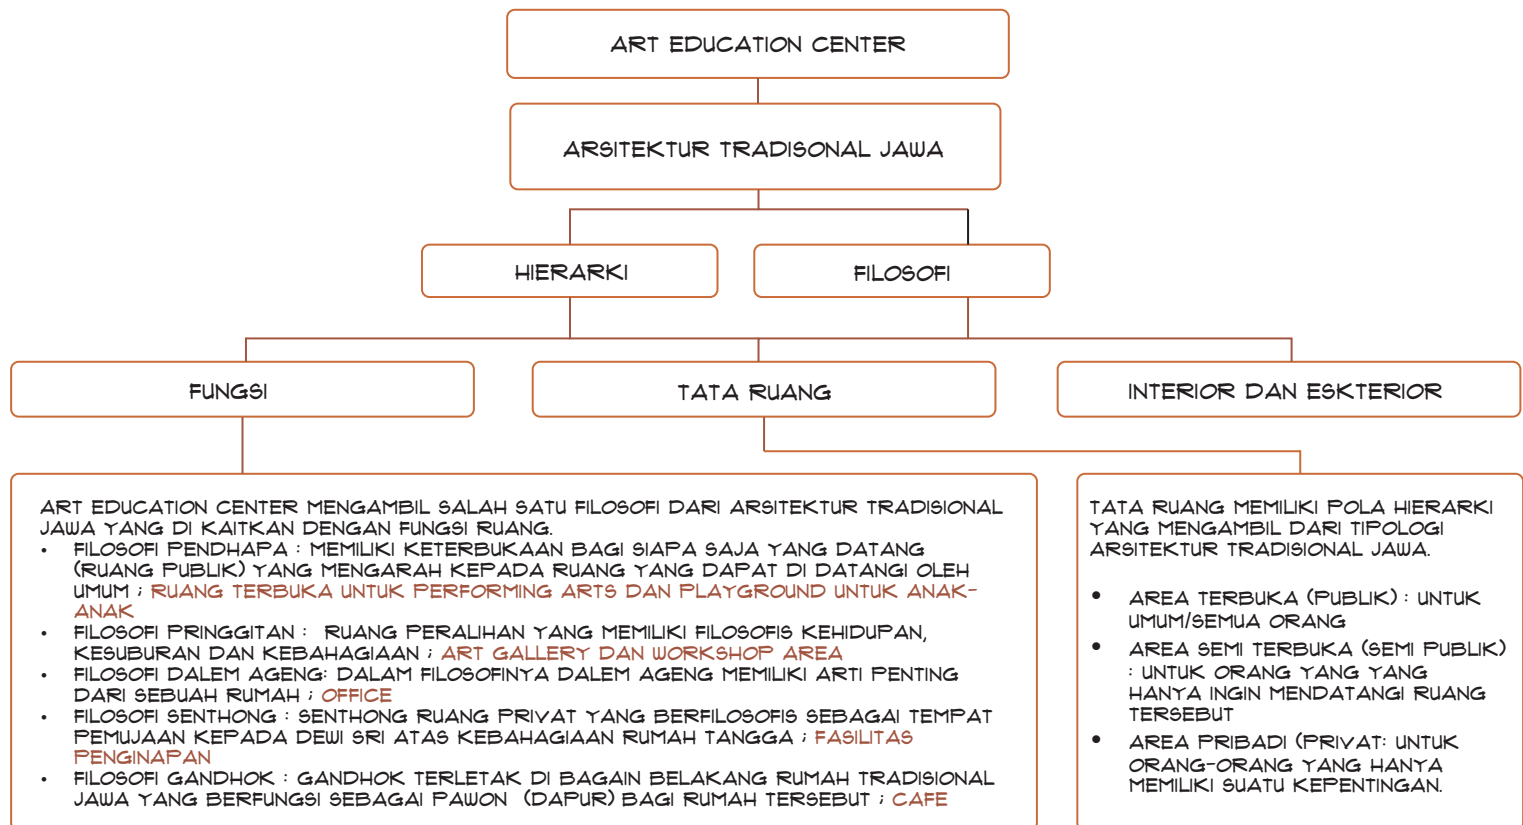 ART EDUCATION CENTER
ARSITEKTUR TRADISONAL JAWA
HIERARKI
FILOSOFI
FUNGSI
TATA RUANG
INTERIOR DAN ESKTERIOR
ART EDUCATION CENTER MENGAMBIL SALAH SATU FILOSOFI DARI ARSITEKTUR TRADISIONAL
JAWA YANG DI KAITKAN DENGAN FUNGSI RUANG.
• FILOSOFI PENDHAPA : MEMILIKI KETERBUKAAN BAGI SIAPA SAJA YANG DATANG
(RUANG PUBLIK) YANG MENGARAH KEPADA RUANG YANG DAPAT DI DATANGI OLEH
UMUM ; RUANG TERBUKA UNTUK PERFORMING ARTS DAN PLAYGROUND UNTUK ANAK-
ANAK
• FILOSOFI PRINGGITAN : RUANG PERALIHAN YANG MEMILIKI FILOSOFIS KEHIDUPAN,
KESUBURAN DAN KEBAHAGIAAN ; ART GALLERY DAN WORKSHOP AREA
• FILOSOFI DALEM AGENG: DALAM FILOSOFINYA DALEM AGENG MEMILIKI ARTI PENTING
DARI SEBUAH RUMAH ; OFFICE
• FILOSOFI SENTHONG : SENTHONG RUANG PRIVAT YANG BERFILOSOFIS SEBAGAI TEMPAT
PEMUJAAN KEPADA DEWI SRI ATAS KEBAHAGIAAN RUMAH TANGGA ; FASILITAS
PENGINAPAN
• FILOSOFI GANDHOK : GANDHOK TERLETAK DI BAGAIN BELAKANG RUMAH TRADISIONAL
JAWA YANG BERFUNGSI SEBAGAI PAWON (DAPUR) BAGI RUMAH TERSEBUT ; CAFE
TATA RUANG MEMILIKI POLA HIERARKI
YANG MENGAMBIL DARI TIPOLOGI
ARSITEKTUR TRADISIONAL JAWA.
• AREA TERBUKA (PUBLIK) : UNTUK
UMUM/SEMUA ORANG
• AREA SEMI TERBUKA (SEMI PUBLIK)
: UNTUK ORANG YANG YANG
HANYA INGIN MENDATANGI RUANG
TERSEBUT
• AREA PRIBADI (PRIVAT: UNTUK
ORANG-ORANG YANG HANYA
MEMILIKI SUATU KEPENTINGAN.